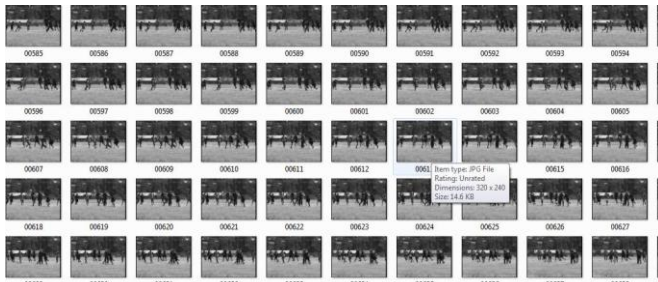 00585 00586 00587 00588 00589 00590 00591 00592 00593 00594
00596 00597 00598 00599 00600 00601 00602 00603 00604 00605
00607 00608 00609 00610 00611 00612 0061 00615 00616
Item type: JPG File
Rating: Unrated
Dimensions: 320 x 240
Size: 14.6 KB
00618 00619 00620 00621 00622 00623 00624 00625 00626 00627